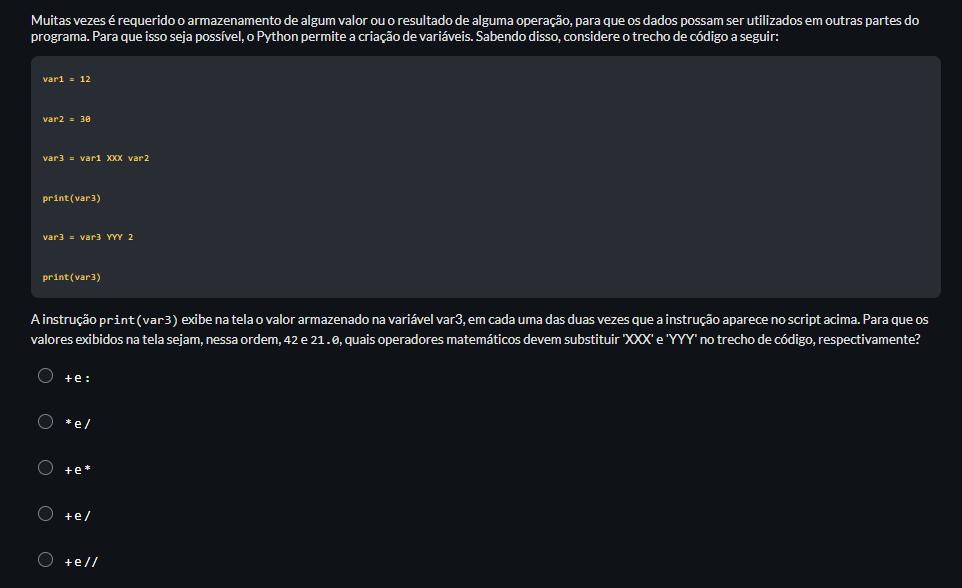 Muitas vezes é requerido o armazenamento de algum valor ou o resultado de alguma operação, para que os dados possam ser utilizados em outras partes do
programa. Para que isso seja possível, o Python permite a criação de variáveis. Sabendo disso, considere o trecho de código a seguir:
var1 = 12
var2 = 30
var3 = var1 XXX var2
print(var3)
var3 = var3 YYY 2
print(var3)
A instrução print(var3) exibe na tela o valor armazenado na variável var3, em cada uma das duas vezes que a instrução aparece no script acima. Para que os
valores exibidos na tela sejam, nessa ordem, 42 e 21.0, quais operadores matemáticos devem substituir 'XXX' e 'YYY' no trecho de código, respectivamente?
+ e :
* e /
+ e *
+ e /
+ e //